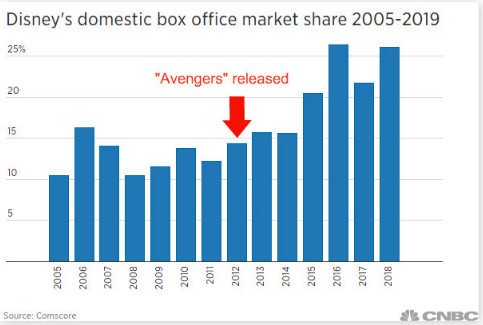 Disney's domestic box office market share 2005-2019
25%
"Avengers" released
20
15
10
5
2005 2006 2007 2008 2009 2010 2011 2012 2013 2014 2015 2016 2017 2018
Source: Comscore
CNBC